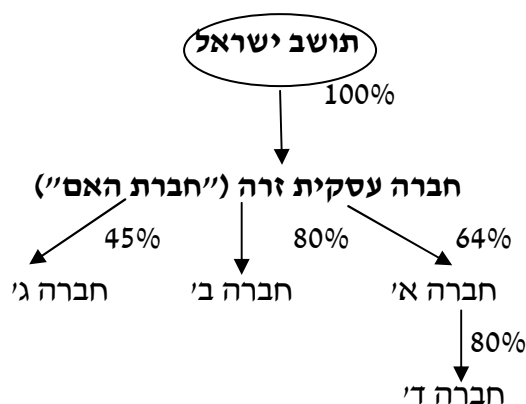 תושב ישראל
100%
חברה עסקית זרה ("חברת האם")
64%
80%
45%
חברה א'
חברה ב'
חברה ג'
80%
חברה ד'